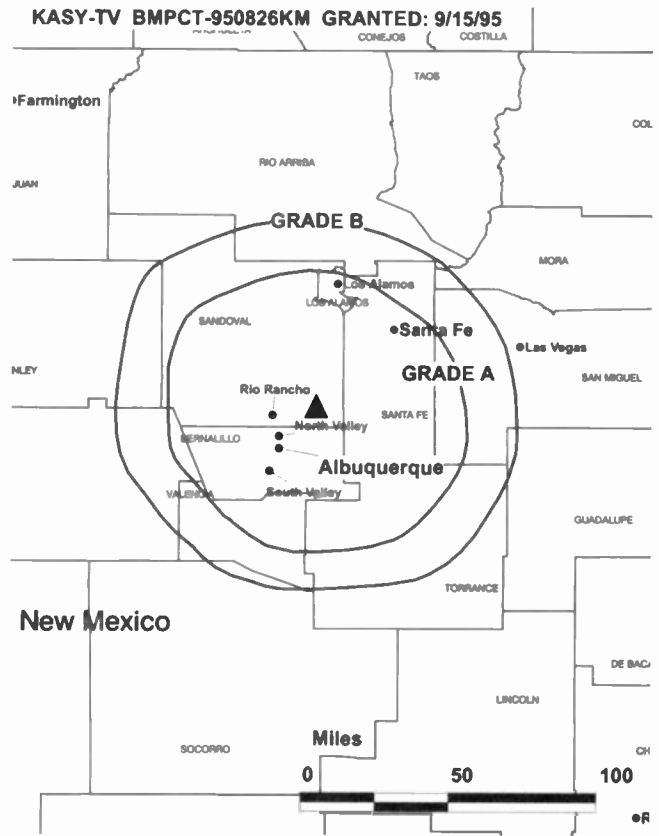 KASY-TV BMPCT-950826KM GRANTED: 9/15/95
ARCHULETA
CONEJOS
COSTILLA
TAOS
Farmington
COL
RIO ARRIBA
JUAN
GRADE B
MORA
Los Alamos
LOS ALAMOS
SANDOVAL
Santa Fe
Las Vegas
NLEY
GRADE A
SAN MIGUEL
Rio Rancho
SANTA FE
North Valley
BERNALILLO
Albuquerque
South Valley
VALENCIA
GUADALUPE
TORRANCE
New Mexico
DE BACA
LINCOLN
Miles
SOCORRO
CH
0 50 100
R